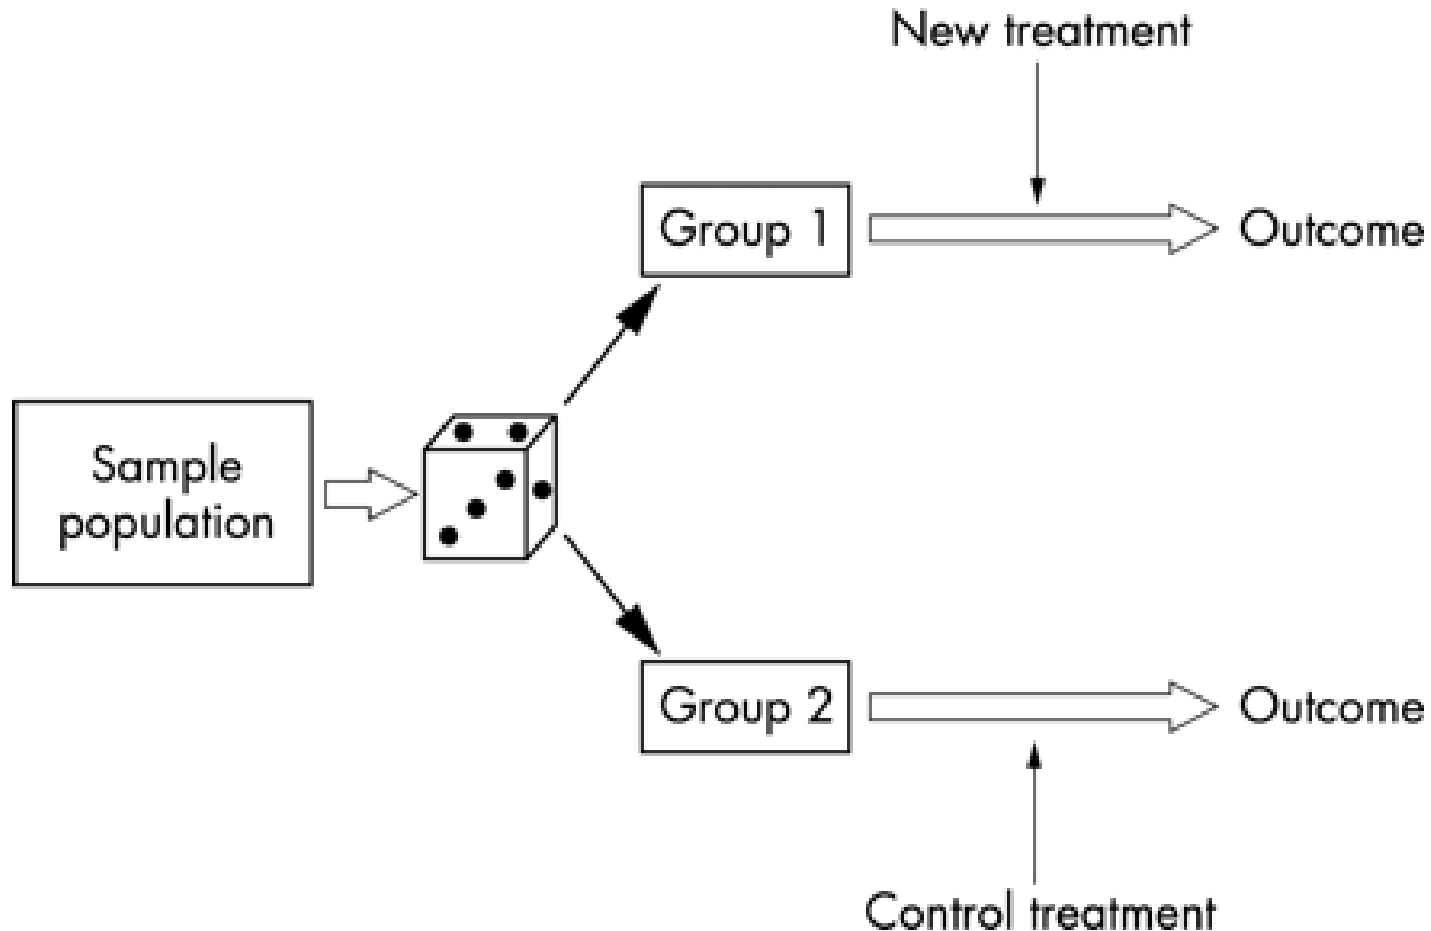 New treatment
Group 1
Outcome
Sample
population
Group 2
Outcome
Control treatment